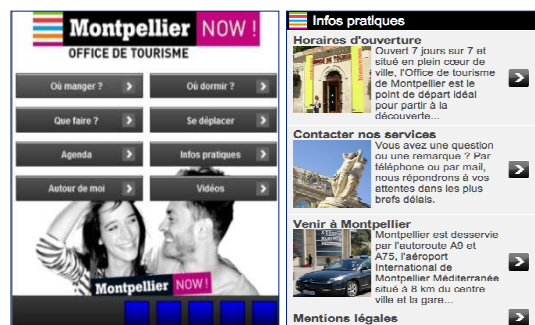 Montpellier NOW !
OFFICE DE TOURISME
Où manger ?
Où dormir ?
Que faire ?
Se déplacer
Agenda
Infos pratiques
Autour de moi
Vidéos
Montpellier NOW !
Infos pratiques
Horaires d'ouverture
Ouvert 7 jours sur 7 et
situé en plein cœur de
ville, l'Office de tourisme
de Montpellier est le
point de départ idéal
pour partir à la
découverte...
Contacter nos services
Vous avez une question
ou une remarque ? Par
téléphone ou par mail,
nous répondrons à vos
attentes dans les plus
brefs délais.
Venir à Montpellier
Montpellier est desservie
par l'autoroute A9 et
A75, l'aéroport
International de
Montpellier Méditerranée
situé à 8 km du centre
ville et la gare...
Mentions légales